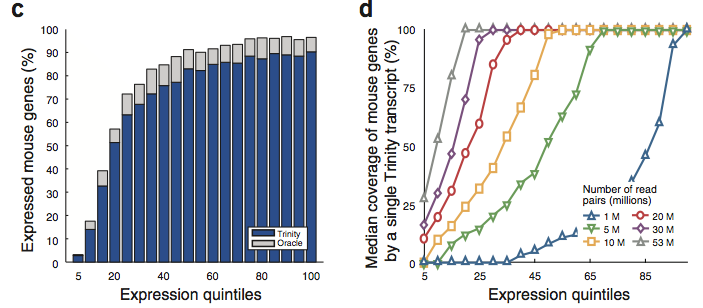 c
Expressed mouse genes (%)
100
90
80
70
60
50
40
30
20
10
0
5 20 40 60 80 100
Expression quintiles
Trinity
Oracle
d
Median coverage of mouse genes
by a single Trinity transcript (%)
100
75
50
25
0
5 25 45 65 85
Expression quintiles
Number of read
pairs (millions)
1 M 20 M
5 M 30 M
10 M 53 M